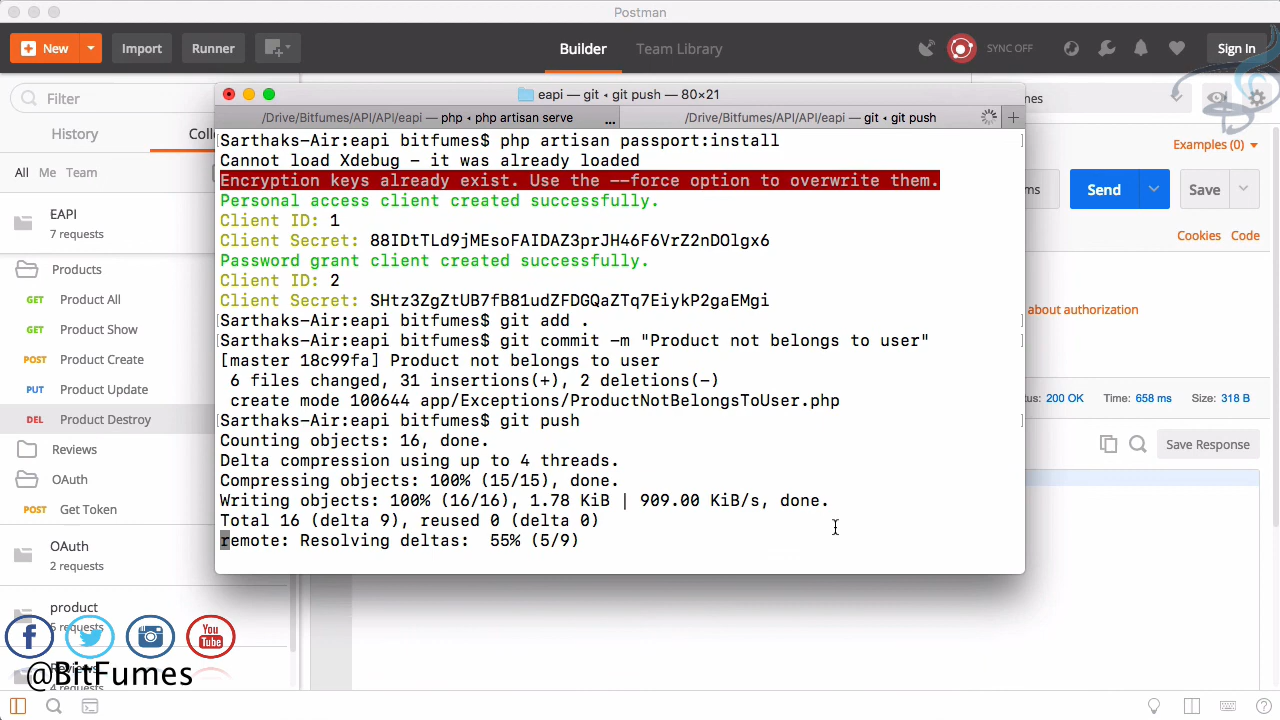 Postman
New
Import
Runner
Builder
Team Library
SYNC OFF
Sign In
Filter
History
All
Me
Team
EAPI
7 requests
Products
GET Product All
GET Product Show
POST Product Create
PUT Product Update
DEL Product Destroy
Reviews
OAuth
POST Get Token
OAuth
2 requests
product
5 requests
4 requests
eapi — git ‹ git push — 80×21
/Drive/Bitfumes/API/API/eapi — php ‹ php artisan serve ...
/Drive/Bitfumes/API/API/eapi — git ‹ git push
Sarthaks-Air:eapi bitfumes$ php artisan passport:install
Cannot load Xdebug - it was already loaded
Encryption keys already exist. Use the --force option to overwrite them.
Personal access client created successfully.
Client ID: 1
Client Secret: 88IDtTLd9jMEsoFAIDAZ3prJH46F6VrZ2nDOlgx6
Password grant client created successfully.
Client ID: 2
Client Secret: SHtz3ZgZtUB7fB81udZFDGQaZTq7EiykP2gaEMgi
Sarthaks-Air:eapi bitfumes$ git add .
Sarthaks-Air:eapi bitfumes$ git commit -m "Product not belongs to user"
[master 18c99fa] Product not belongs to user
6 files changed, 31 insertions(+), 2 deletions(-)
create mode 100644 app/Exceptions/ProductNotBelongsToUser.php
Sarthaks-Air:eapi bitfumes$ git push
Counting objects: 16, done.
Delta compression using up to 4 threads.
Compressing objects: 100% (15/15), done.
Writing objects: 100% (16/16), 1.78 KiB | 909.00 KiB/s, done.
Total 16 (delta 9), reused 0 (delta 0)
remote: Resolving deltas: 55% (5/9)
Examples (0)
Send
Save
Cookies
Code
about authorization
200 OK
Time: 658 ms
Size: 318 B
Save Response
You
Tube
@BitFumes